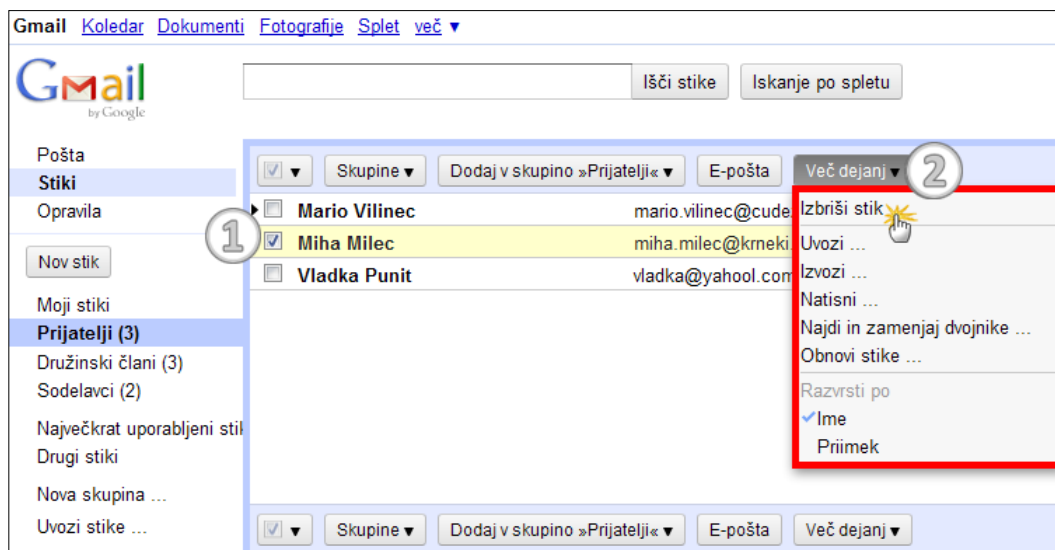 Gmail Koledar Dokumenti Fotografije Splet več ▼
Gmail
by Google
Išči stike Iskanje po spletu
Pošta
Stiki
Opravila
Nov stik
Moji stiki
Prijatelji (3)
Družinski člani (3)
Sodelavci (2)
Največkrat uporabljeni
Drugi stiki
Nova skupina ...
Uvozi stike ...
Skupine ▼ Dodaj v skupino »Prijatelji« ▼ E-pošta Več dejanj ▼ 2
Mario Vilinec mario.vilinec@cude
1 Miha Milec miha.milec@krneki.
Vladka Punit vladka@yahool.com
Izbriši stik
Uvozi ...
Izvozi ...
Natisni ...
Najdi in zamenjaj dvojnike ...
Obnovi stike ...
Razvrsti po
Ime
Priimek
Skupine ▼ Dodaj v skupino »Prijatelji« ▼ E-pošta Več dejanj ▼